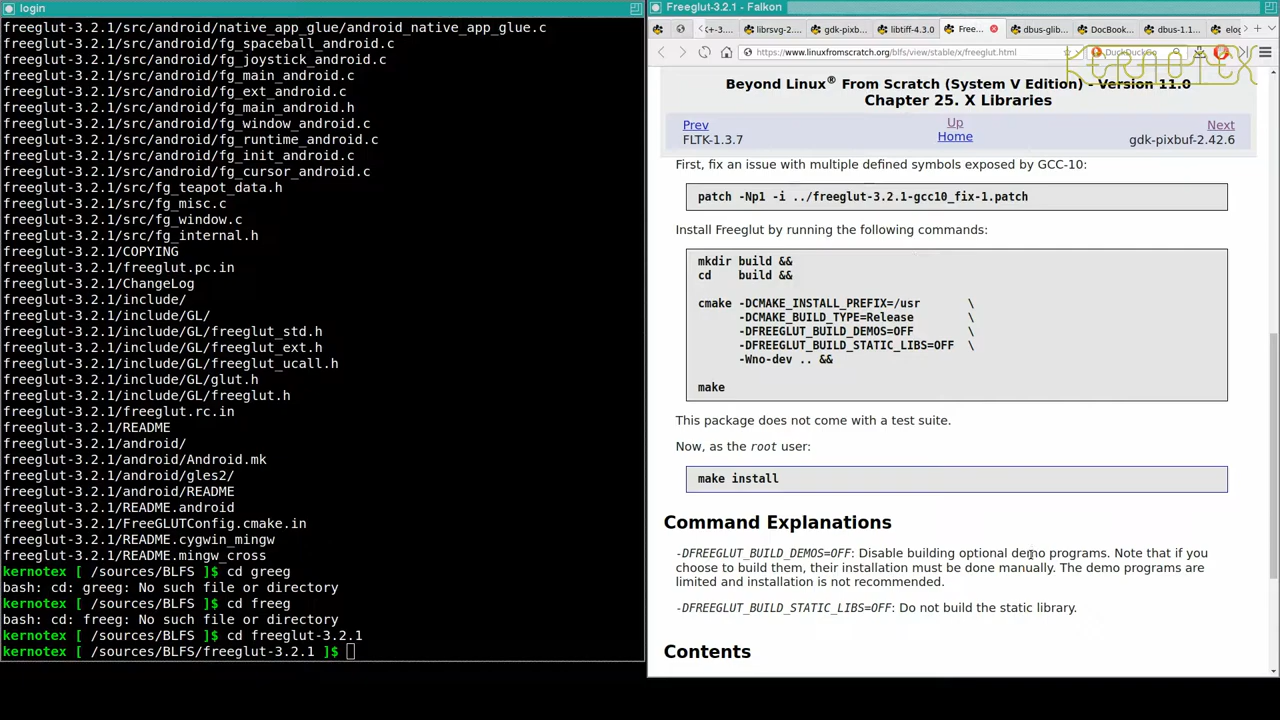 login
freeglut-3.2.1/src/android/native_app_glue/android_native_app_glue.c
freeglut-3.2.1/src/android/fg_spaceball_android.c
freeglut-3.2.1/src/android/fg_joystick_android.c
freeglut-3.2.1/src/android/fg_main_android.c
freeglut-3.2.1/src/android/fg_ext_android.c
freeglut-3.2.1/src/android/fg_main_android.h
freeglut-3.2.1/src/android/fg_window_android.c
freeglut-3.2.1/src/android/fg_runtime_android.c
freeglut-3.2.1/src/android/fg_init_android.c
freeglut-3.2.1/src/android/fg_cursor_android.c
freeglut-3.2.1/src/fg_teapot_data.h
freeglut-3.2.1/src/fg_misc.c
freeglut-3.2.1/src/fg_window.c
freeglut-3.2.1/src/fg_internal.h
freeglut-3.2.1/COPYING
freeglut-3.2.1/freeglut.pc.in
freeglut-3.2.1/ChangeLog
freeglut-3.2.1/include/
freeglut-3.2.1/include/GL/
freeglut-3.2.1/include/GL/freeglut_std.h
freeglut-3.2.1/include/GL/freeglut_ext.h
freeglut-3.2.1/include/GL/freeglut_ucall.h
freeglut-3.2.1/include/GL/glut.h
freeglut-3.2.1/include/GL/freeglut.h
freeglut-3.2.1/freeglut.rc.in
freeglut-3.2.1/README
freeglut-3.2.1/android/
freeglut-3.2.1/android/Android.mk
freeglut-3.2.1/android/gles2/
freeglut-3.2.1/android/README
freeglut-3.2.1/README.android
freeglut-3.2.1/FreeGLUTConfig.cmake.in
freeglut-3.2.1/README.cygwin_mingw
freeglut-3.2.1/README.mingw_cross
kernotex [ /sources/BLFS ]$ cd greeg
bash: cd: greeg: No such file or directory
kernotex [ /sources/BLFS ]$ cd freeg
bash: cd: freeg: No such file or directory
kernotex [ /sources/BLFS ]$ cd freeglut-3.2.1
kernotex [ /sources/BLFS/freeglut-3.2.1 ]$
Freeglut-3.2.1 - Falkon
++-3. librsvg-2. gdk-pixb. libtiff-4.3.0 Free... dbus-glib. DocBook... dbus-1.1.. elog
https://www.linuxfromscratch.org/blfs/view/stable/x/freeglut.html DuckDuckGo
KERNOTEX
Beyond Linux® From Scratch (System V Edition) - Version 11.0
Chapter 25. X Libraries
Prev Up Next
FLTK-1.3.7 Home gdk-pixbuf-2.42.6
First, fix an issue with multiple defined symbols exposed by GCC-10:
patch -Np1 -i ../freeglut-3.2.1-gcc10_fix-1.patch
Install Freeglut by running the following commands:
mkdir build &&
cd    build &&
cmake -DCMAKE_INSTALL_PREFIX=/usr       \
-DCMAKE_BUILD_TYPE=Release        \
-DFREEGLUT_BUILD_DEMOS=OFF        \
-DFREEGLUT_BUILD_STATIC_LIBS=OFF  \
-Wno-dev .. &&
make
This package does not come with a test suite.
Now, as the root user:
make install
Command Explanations
-DFREEGLUT_BUILD_DEMOS=OFF: Disable building optional demo programs. Note that if you
choose to build them, their installation must be done manually. The demo programs are
limited and installation is not recommended.
-DFREEGLUT_BUILD_STATIC_LIBS=OFF: Do not build the static library.
Contents